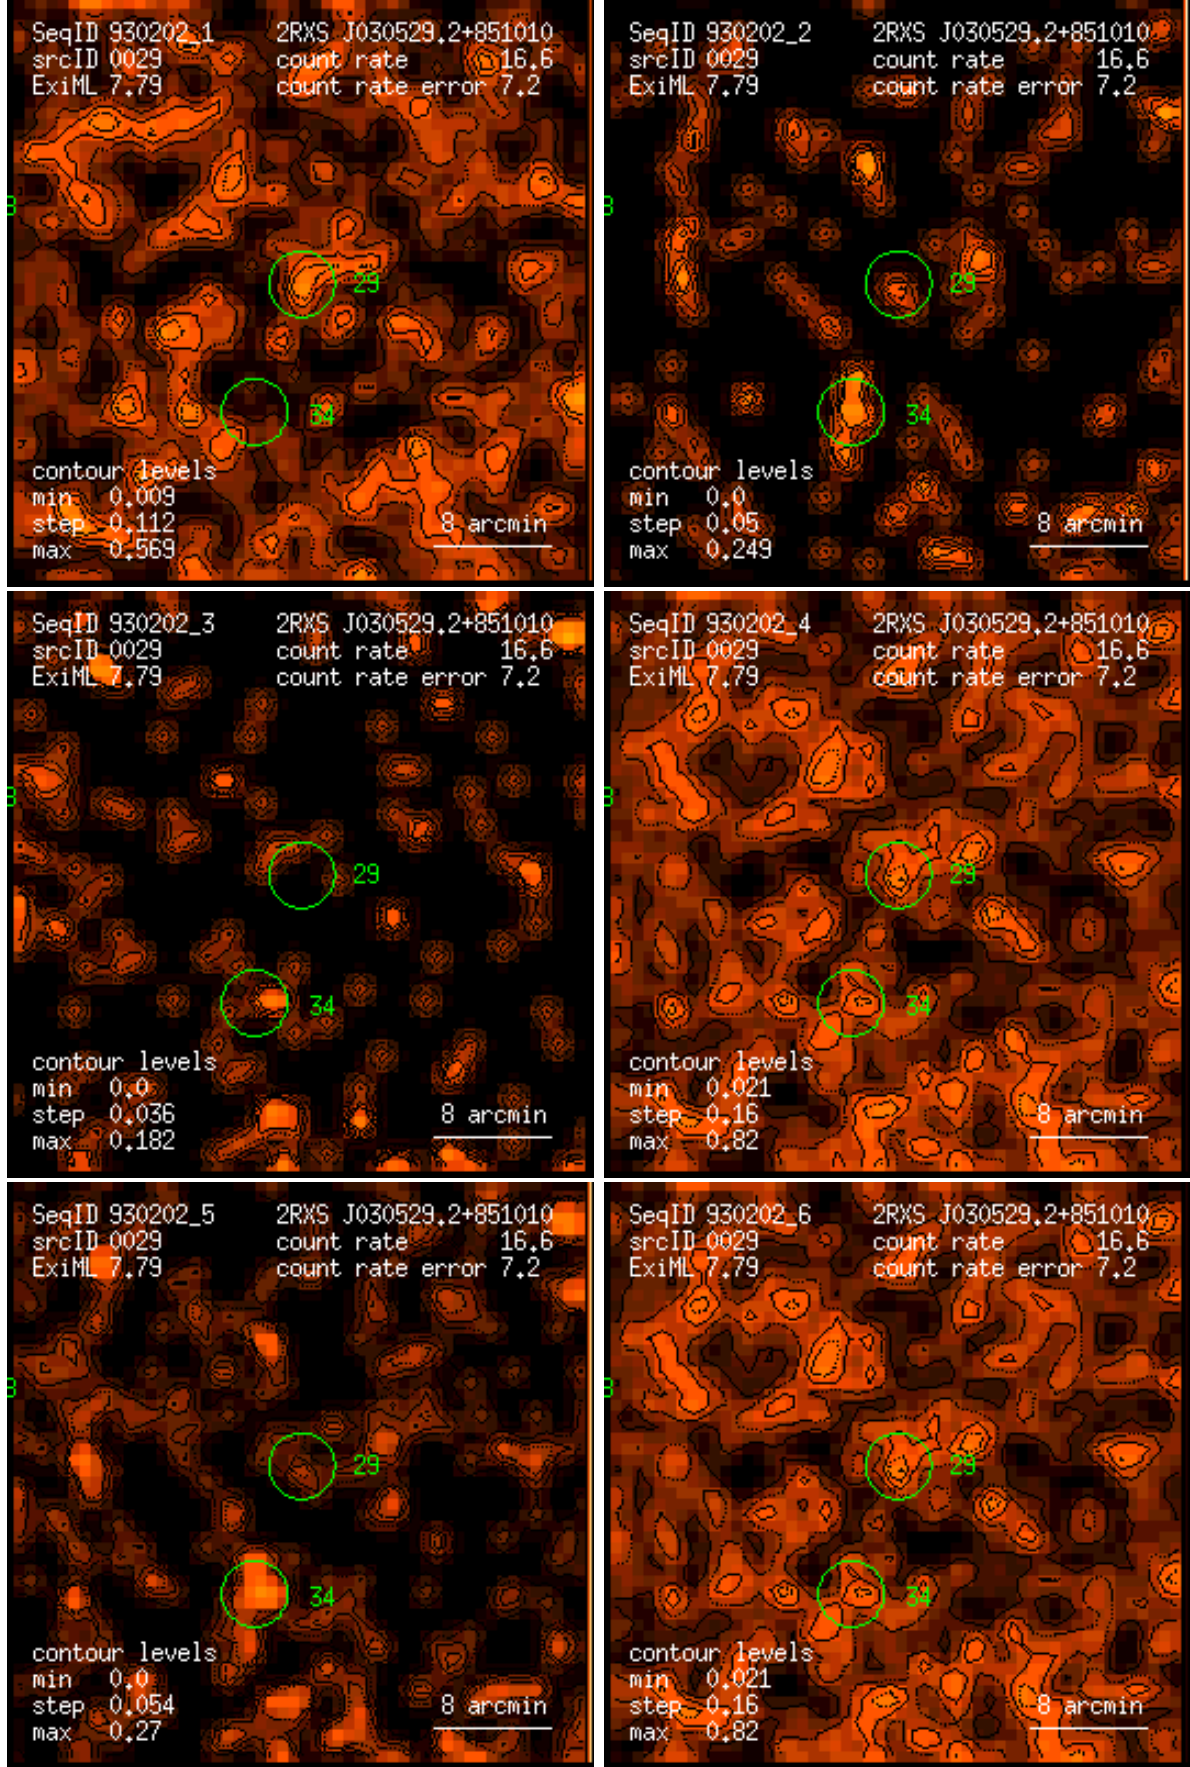 SeqID 930202_1 2RXS J030529.2+851010
srcID 0029 count rate 16.6
ExiML 7.79 count rate error 7.2
29
34
contour levels
min 0.009
step 0.112
max 0.569
8 arcmin
SeqID 930202_2 2RXS J030529.2+851010
srcID 0029 count rate 16.6
ExiML 7.79 count rate error 7.2
29
34
contour levels
min 0.0
step 0.05
max 0.249
8 arcmin
SeqID 930202_3 2RXS J030529.2+851010
srcID 0029 count rate 16.6
ExiML 7.79 count rate error 7.2
29
34
contour levels
min 0.0
step 0.036
max 0.182
8 arcmin
SeqID 930202_4 2RXS J030529.2+851010
srcID 0029 count rate 16.6
ExiML 7.79 count rate error 7.2
29
34
contour levels
min 0.021
step 0.16
max 0.82
8 arcmin
SeqID 930202_5 2RXS J030529.2+851010
srcID 0029 count rate 16.6
ExiML 7.79 count rate error 7.2
29
34
contour levels
min 0.0
step 0.054
max 0.27
8 arcmin
SeqID 930202_6 2RXS J030529.2+851010
srcID 0029 count rate 16.6
ExiML 7.79 count rate error 7.2
29
34
contour levels
min 0.021
step 0.16
max 0.82
8 arcmin